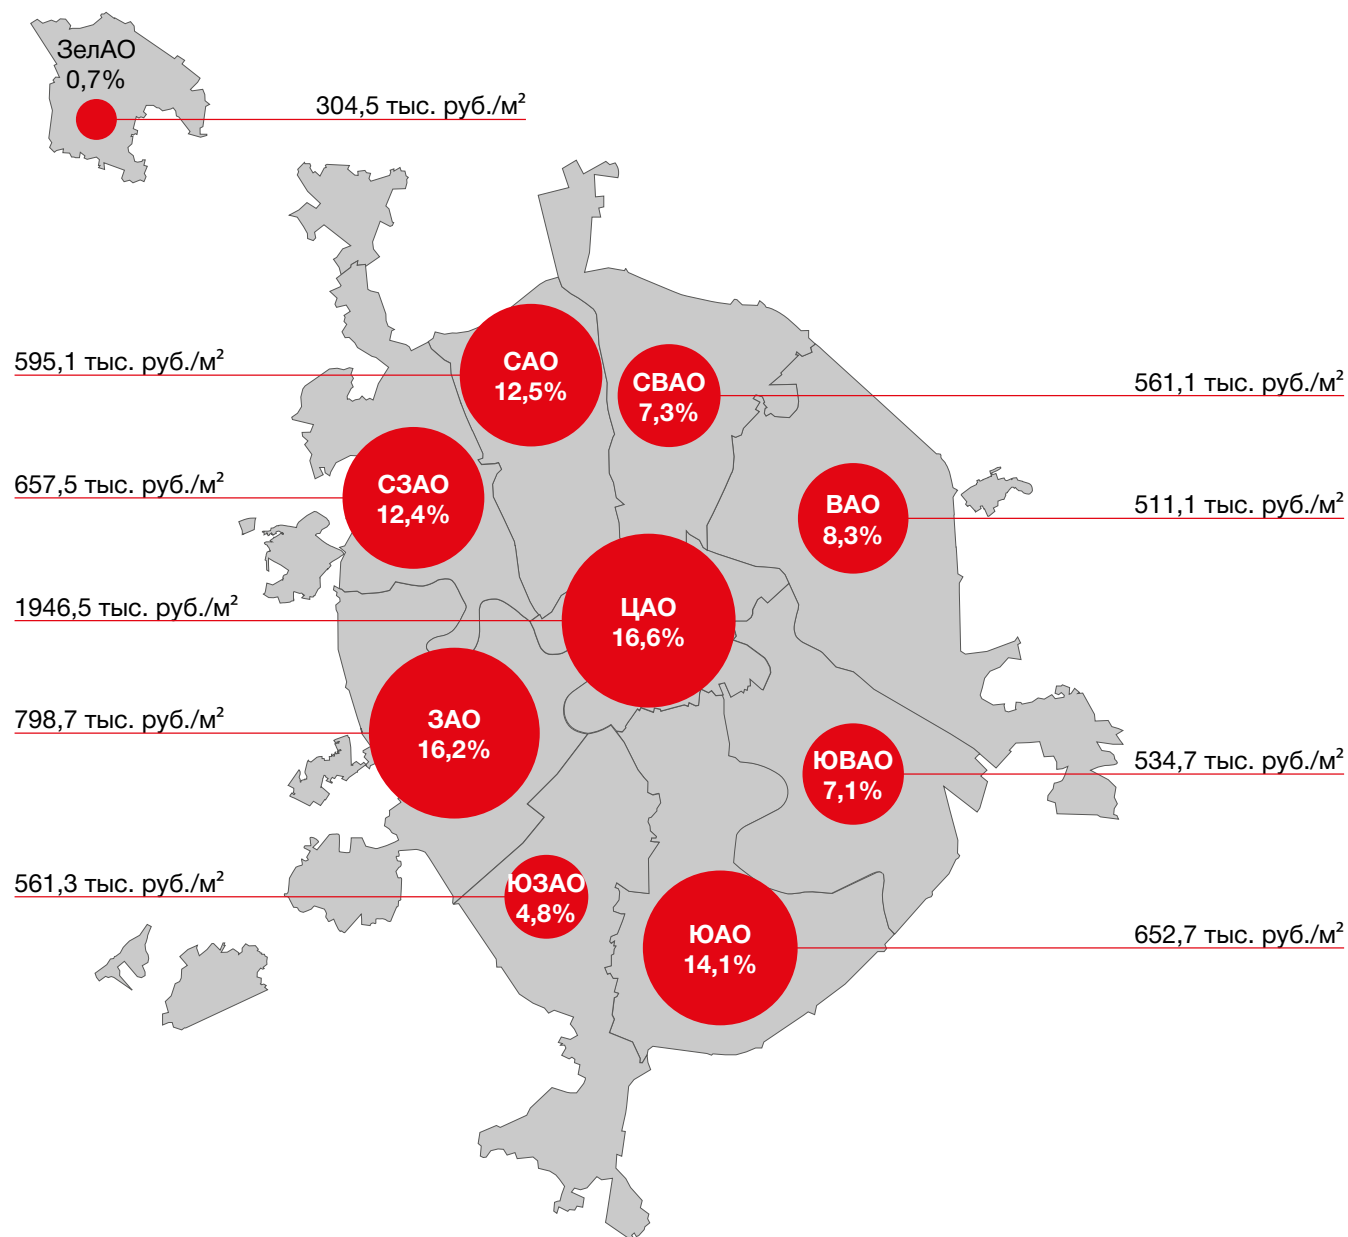 ЗелАО
0,7%
304,5 тыс. руб./м²
595,1 тыс. руб./м²
САО
12,5%
СВАО
7,3%
561,1 тыс. руб./м²
657,5 тыс. руб./м²
СЗАО
12,4%
ВАО
8,3%
511,1 тыс. руб./м²
1946,5 тыс. руб./м²
ЦАО
16,6%
798,7 тыс. руб./м²
ЗАО
16,2%
ЮВАО
7,1%
534,7 тыс. руб./м²
561,3 тыс. руб./м²
ЮЗАО
4,8%
ЮАО
14,1%
652,7 тыс. руб./м²